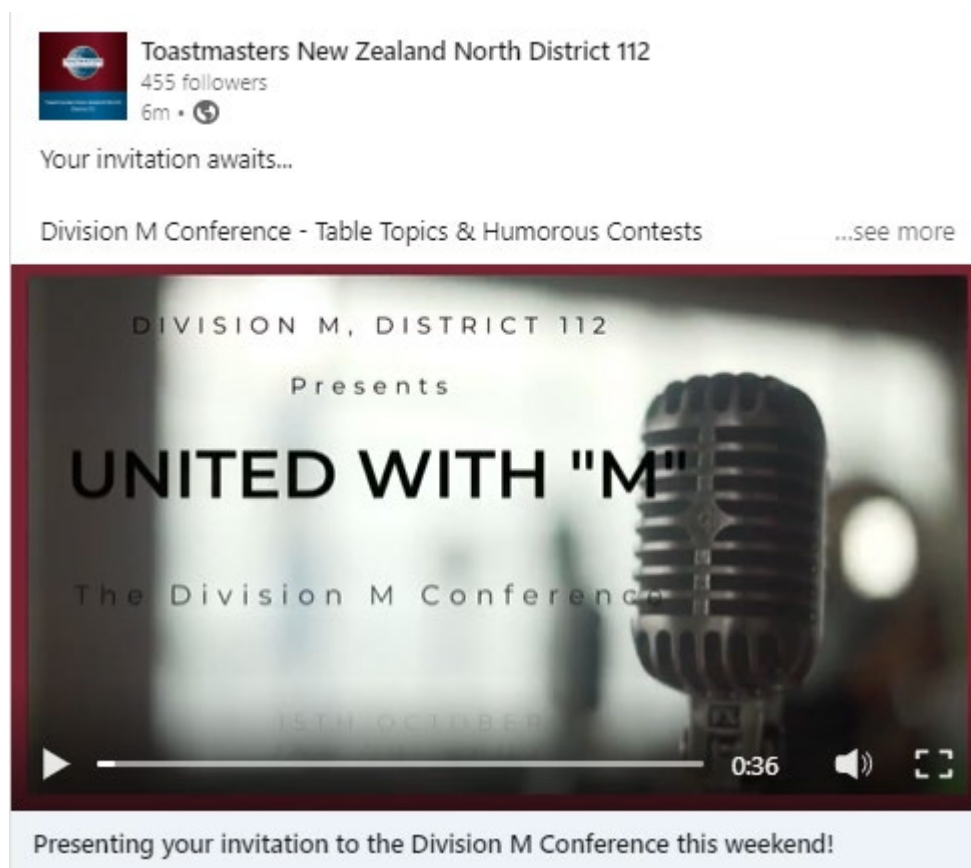 Toastmasters New Zealand North District 112
455 followers
6m •
Your invitation awaits...
Division M Conference - Table Topics & Humorous Contests ...see more
DIVISION M, DISTRICT 112
Presents
UNITED WITH "M"
The Division M Conference
15TH OCTOBER
0:36
Presenting your invitation to the Division M Conference this weekend!